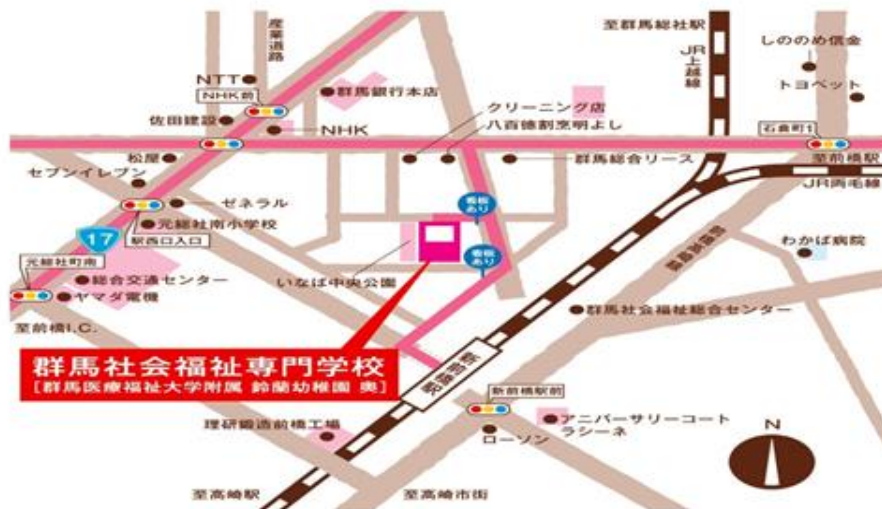 産業道路
至群馬総社駅
JR上越線
しののめ信金
トヨペット
NTT
NHK前
群馬銀行本店
佐田建設
NHK
クリーニング店
八百徳割烹明よし
石倉町1
松屋
群馬総合リース
至前橋駅
JR両毛線
セブンイレブン
ゼネラル
元総社南小学校
駅西口入口
17
看板あり
看板あり
前橋高崎線
わかば病院
元総社町南
総合交通センター
ヤマダ電機
いなば中央公園
至前橋I.C.
群馬社会福祉総合センター
群馬社会福祉専門学校
[群馬医療福祉大学附属 鈴蘭幼稚園 奥]
新前橋駅
新前橋駅前
アニバーサリーコート
ラシーネ
ローソン
理研鍛造前橋工場
N
至高崎駅
至高崎市街